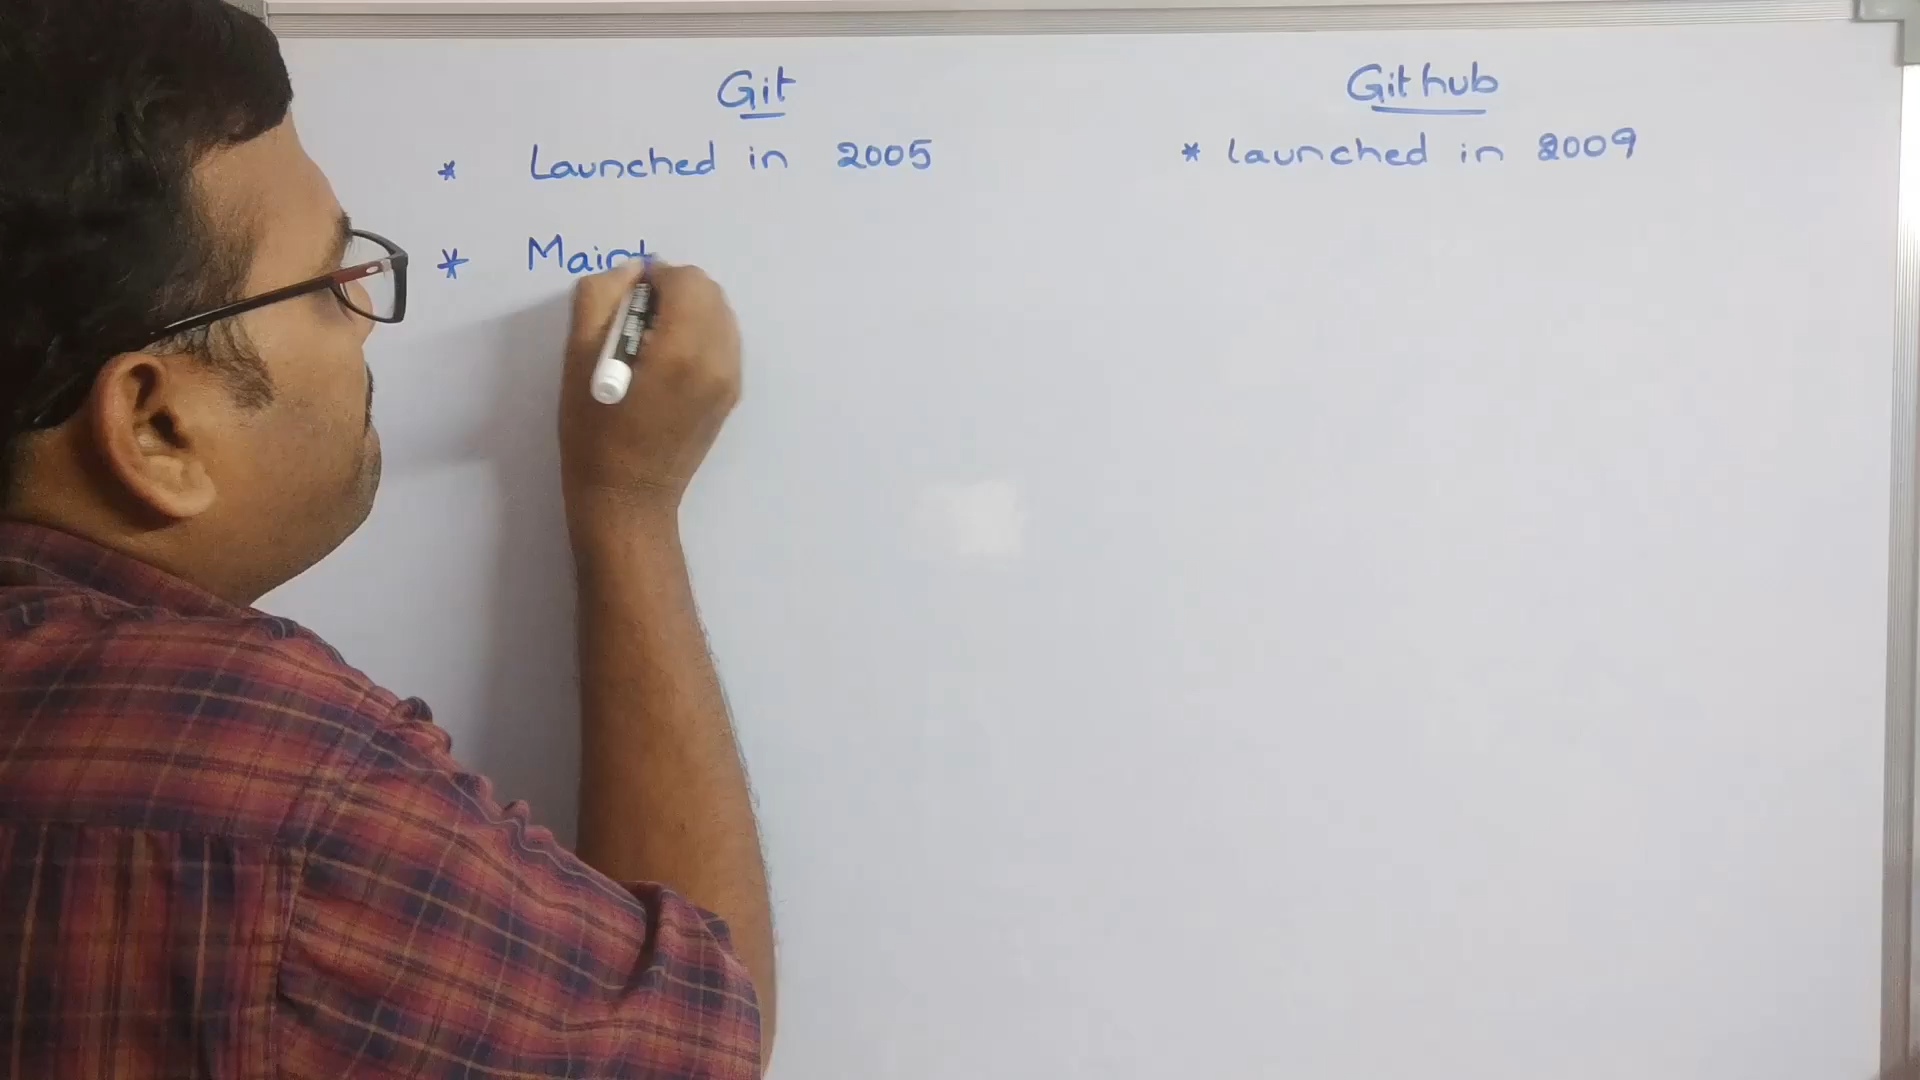 Git
* Launched in 2005
* Maint
Github
* launched in 2009